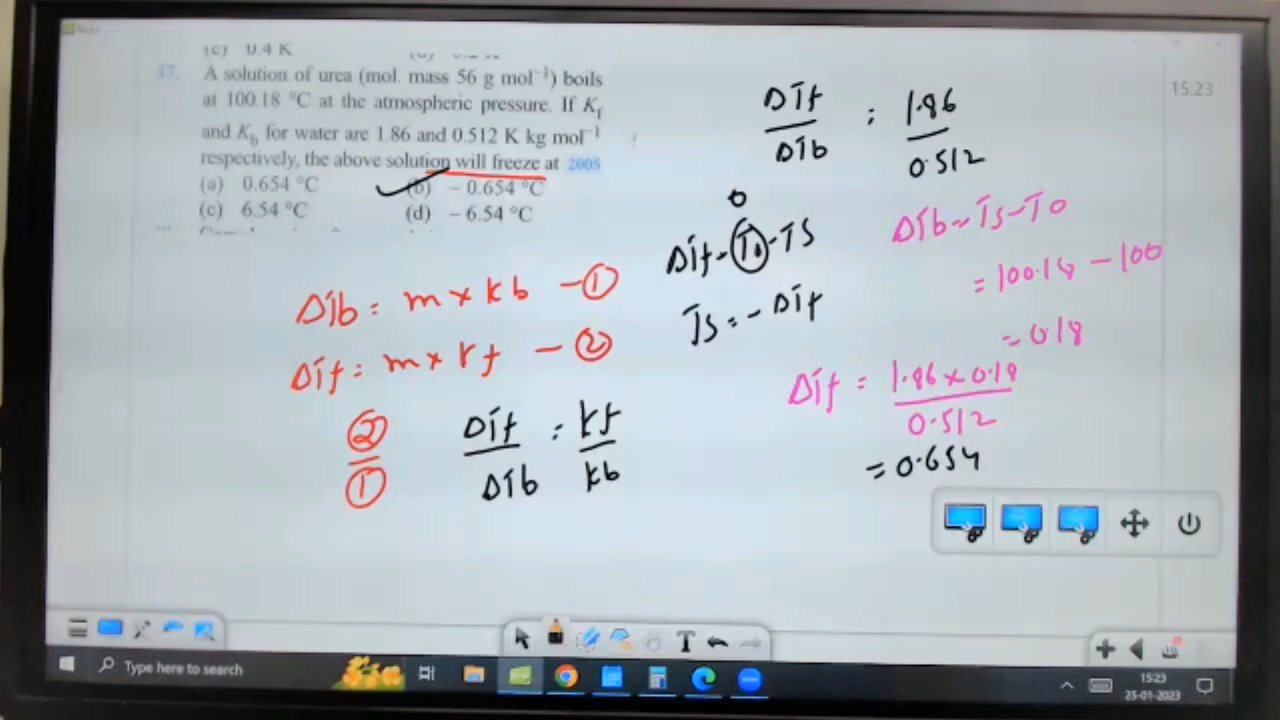 (c) 0.4 K
47. A solution of urea (mol. mass 56 g mol⁻¹) boils
at 100.18 °C at the atmospheric pressure. If Kf
and Kb for water are 1.86 and 0.512 K kg mol⁻¹
respectively, the above solution will freeze at 2005
(a) 0.654 °C (b) – 0.654 °C
(c) 6.54 °C (d) – 6.54 °C
ΔTb = m × kb – ①
ΔTf = m × kf – ②
②/① ΔTf/ΔTb = kf/kb
ΔTf/ΔTb = 1.86/0.512
0
ΔTf = T0 - TS
TS = - ΔTf
ΔTb = TS - T0
= 100.18 - 100
= 0.18
ΔTf = 1.86 × 0.18/0.512
= 0.654
15:23
T
Type here to search
15:23
25-01-2023